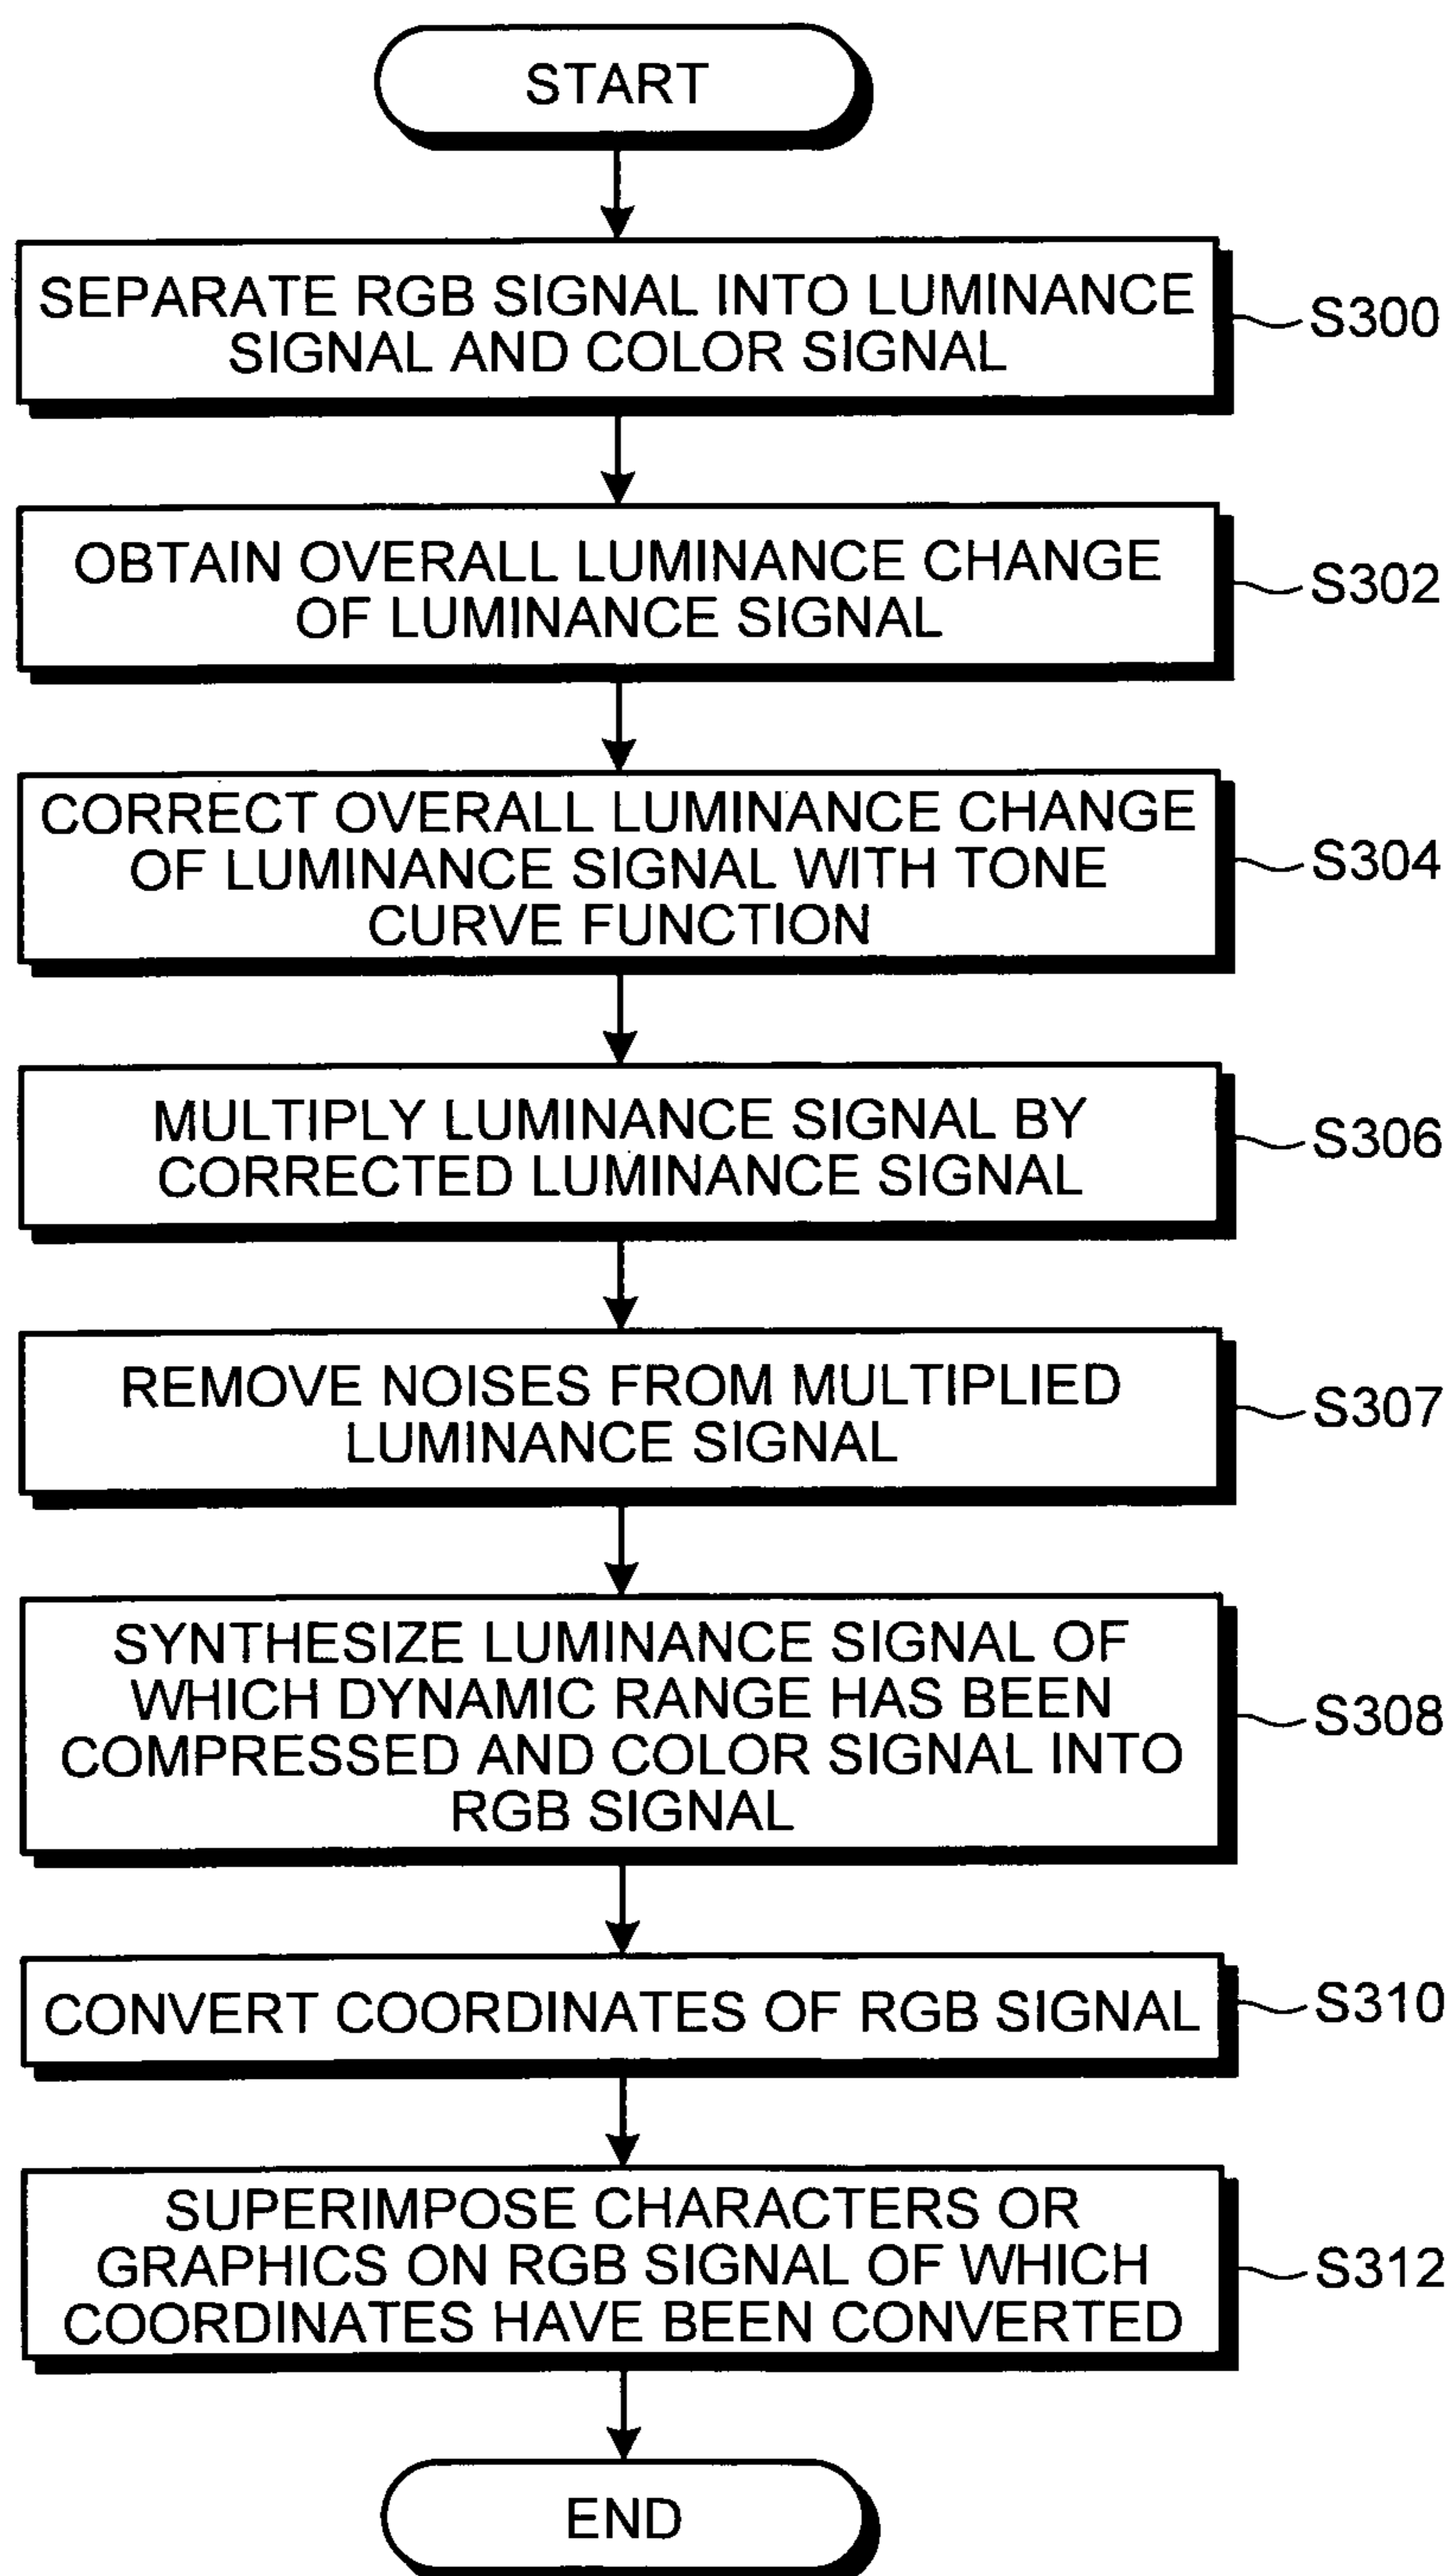 START
SEPARATE RGB SIGNAL INTO LUMINANCE
SIGNAL AND COLOR SIGNAL
S300
OBTAIN OVERALL LUMINANCE CHANGE
OF LUMINANCE SIGNAL
S302
CORRECT OVERALL LUMINANCE CHANGE
OF LUMINANCE SIGNAL WITH TONE
CURVE FUNCTION
S304
MULTIPLY LUMINANCE SIGNAL BY
CORRECTED LUMINANCE SIGNAL
S306
REMOVE NOISES FROM MULTIPLIED
LUMINANCE SIGNAL
S307
SYNTHESIZE LUMINANCE SIGNAL OF
WHICH DYNAMIC RANGE HAS BEEN
COMPRESSED AND COLOR SIGNAL INTO
RGB SIGNAL
S308
CONVERT COORDINATES OF RGB SIGNAL
S310
SUPERIMPOSE CHARACTERS OR
GRAPHICS ON RGB SIGNAL OF WHICH
COORDINATES HAVE BEEN CONVERTED
S312
END